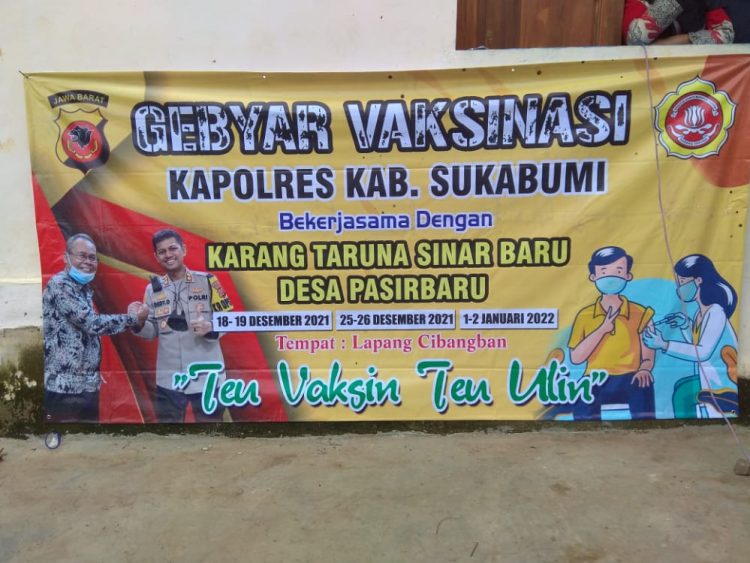 JAWA BARAT
GEBYAR VAKSINASI
KAPOLRES KAB. SUKABUMI
Bekerjasama Dengan
KARANG TARUNA SINAR BARU
DESA PASIRBARU
POLRI
18- 19 DESEMBER 2021 25-26 DESEMBER 2021 1-2 JANUARI 2022
Tempat : Lapang Cibangban
"Teu Vaksin Teu Ulin"